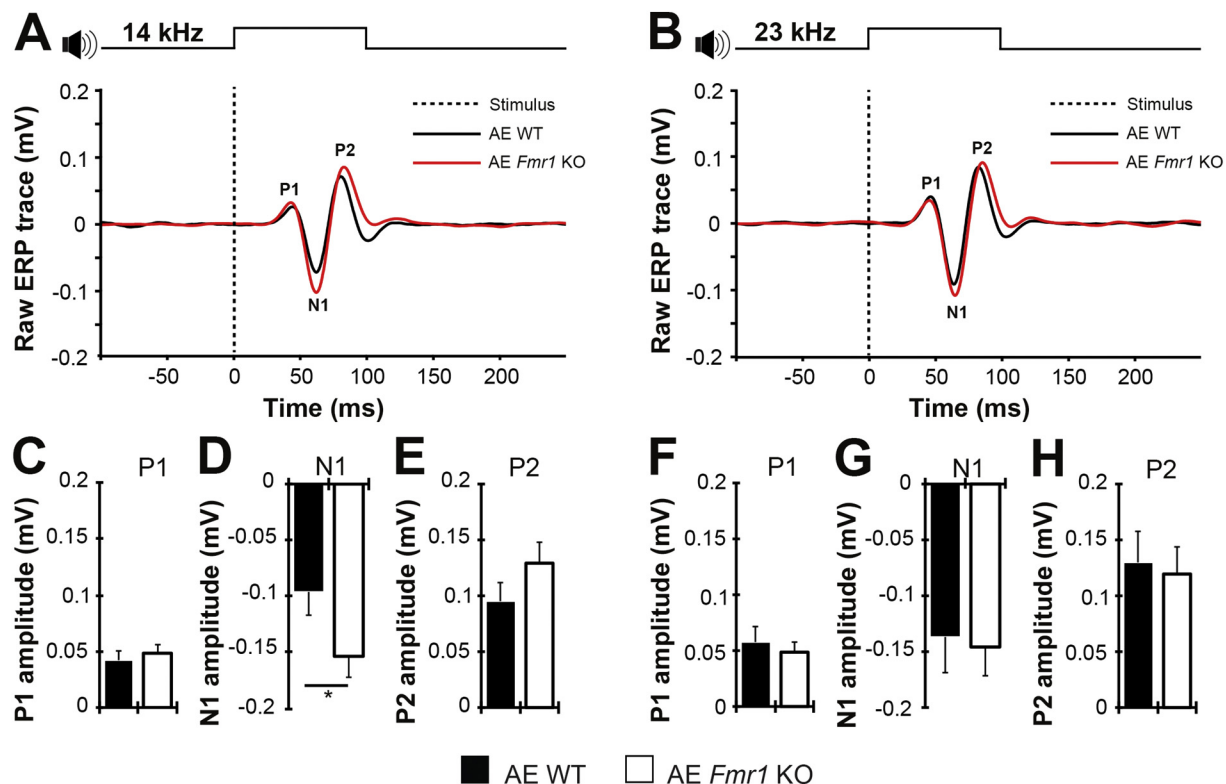 A
14 kHz
0.2
0.1
0
-0.1
-0.2
Raw ERP trace (mV)
Stimulus
AE WT
AE Fmr1 KO
P1
P2
N1
-50 0 50 100 150 200
Time (ms)
B
23 kHz
0.2
0.1
0
-0.1
-0.2
Raw ERP trace (mV)
Stimulus
AE WT
AE Fmr1 KO
P1
P2
N1
-50 0 50 100 150 200
Time (ms)
C
P1
P1 amplitude (mV)
0.2
0.15
0.1
0.05
0
D
N1
N1 amplitude (mV)
0
-0.05
-0.1
-0.15
-0.2
*
E
P2
P2 amplitude (mV)
0.2
0.15
0.1
0.05
0
F
P1
P1 amplitude (mV)
0.2
0.15
0.1
0.05
0
G
N1
N1 amplitude (mV)
0
-0.05
-0.1
-0.15
-0.2
H
P2
P2 amplitude (mV)
0.2
0.15
0.1
0.05
0
AE WT AE Fmr1 KO